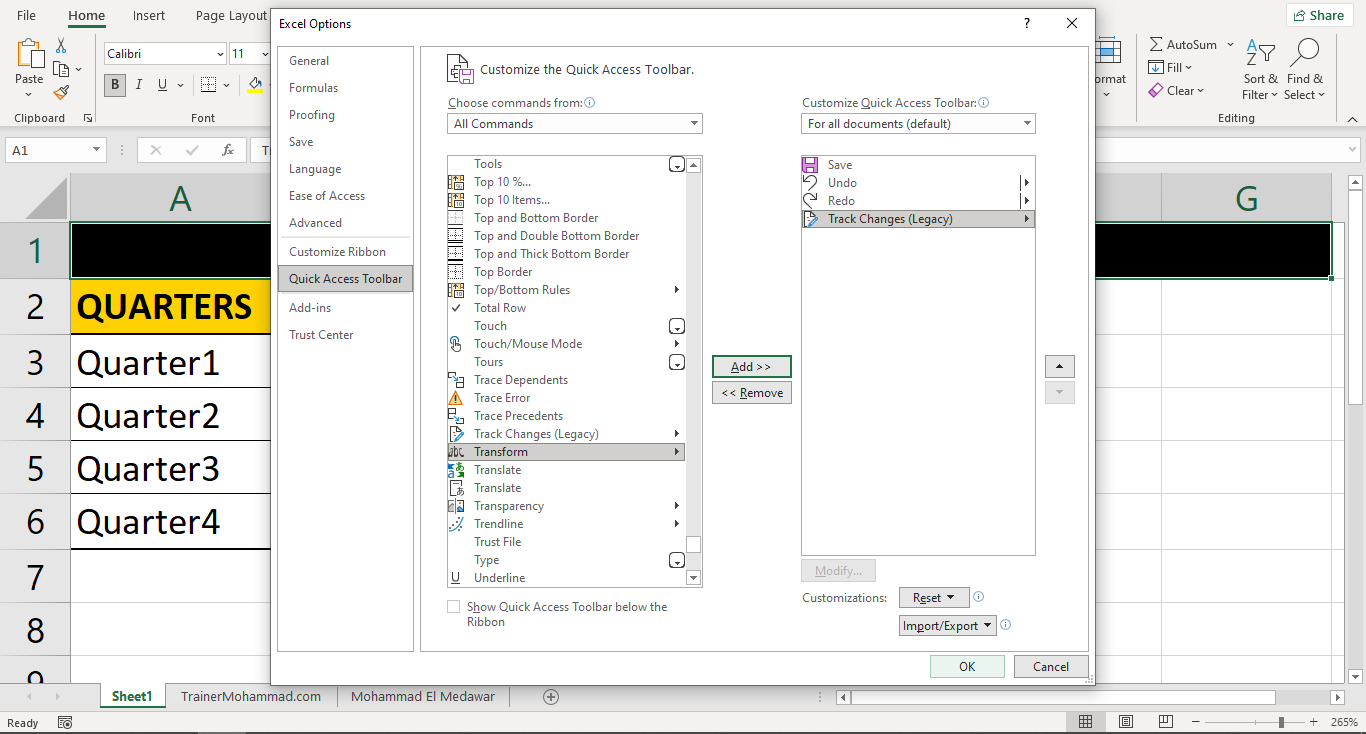 File
Home
Insert
Page Layout
Share
Excel Options
?
Calibri
11
Paste
B I U
Clipboard
Font
AutoSum
Fill
Clear
Sort &
Filter
Find &
Select
Editing
ormat
A1
fx
T
General
Formulas
Proofing
Save
Language
Ease of Access
Advanced
Customize Ribbon
Quick Access Toolbar
Add-ins
Trust Center
Customize the Quick Access Toolbar.
Choose commands from:
All Commands
Tools
Top 10 %...
Top 10 Items...
Top and Bottom Border
Top and Double Bottom Border
Top and Thick Bottom Border
Top Border
Top/Bottom Rules
Total Row
Touch
Touch/Mouse Mode
Tours
Trace Dependents
Trace Error
Trace Precedents
Track Changes (Legacy)
Transform
Translate
Translate
Transparency
Trendline
Trust File
Type
Underline
Show Quick Access Toolbar below the
Ribbon
Add >>
<< Remove
Customize Quick Access Toolbar:
For all documents (default)
Save
Undo
Redo
Track Changes (Legacy)
Modify...
Customizations:
Reset
Import/Export
OK
Cancel
A
G
1
2
QUARTERS
3
Quarter1
4
Quarter2
5
Quarter3
6
Quarter4
7
8
9
Sheet1
TrainerMohammad.com
Mohammad El Medawar
Ready
265%